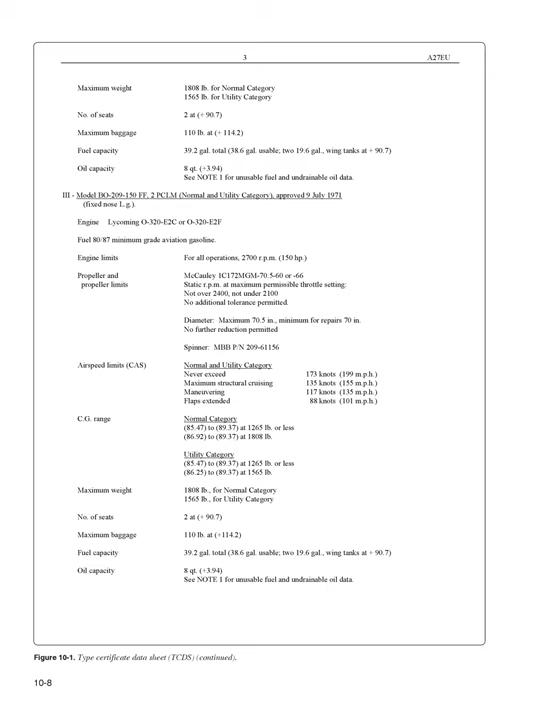 3 A27EU
Maximum weight 1808 lb. for Normal Category
1565 lb. for Utility Category
No. of seats 2 at (+ 90.7)
Maximum baggage 110 lb. at (+ 114.2)
Fuel capacity 39.2 gal. total (38.6 gal. usable; two 19.6 gal., wing tanks at + 90.7)
Oil capacity 8 qt. (+3.94)
See NOTE 1 for unusable fuel and undrainable oil data.
III - Model BO-209-150 FF, 2 PCLM (Normal and Utility Category), approved 9 July 1971
(fixed nose L.g.).
Engine Lycoming O-320-E2C or O-320-E2F
Fuel 80/87 minimum grade aviation gasoline.
Engine limits For all operations, 2700 r.p.m. (150 hp.)
Propeller and McCauley 1C172MGM-70.5-60 or -66
propeller limits Static r.p.m. at maximum permissible throttle setting:
Not over 2400, not under 2100
No additional tolerance permitted.
Diameter: Maximum 70.5 in., minimum for repairs 70 in.
No further reduction permitted
Spinner: MBB P/N 209-61156
Airspeed limits (CAS) Normal and Utility Category
Never exceed 173 knots (199 m.p.h.)
Maximum structural cruising 135 knots (155 m.p.h.)
Maneuvering 117 knots (135 m.p.h.)
Flaps extended 88 knots (101 m.p.h.)
C.G. range Normal Category
(85.47) to (89.37) at 1265 lb. or less
(86.92) to (89.37) at 1808 lb.
Utility Category
(85.47) to (89.37) at 1265 lb. or less
(86.25) to (89.37) at 1565 lb.
Maximum weight 1808 lb., for Normal Category
1565 lb., for Utility Category
No. of seats 2 at (+ 90.7)
Maximum baggage 110 lb. at (+114.2)
Fuel capacity 39.2 gal. total (38.6 gal. usable; two 19.6 gal., wing tanks at + 90.7)
Oil capacity 8 qt. (+3.94)
See NOTE 1 for unusable fuel and undrainable oil data.
Figure 10-1. Type certificate data sheet (TCDS) (continued).
10-8